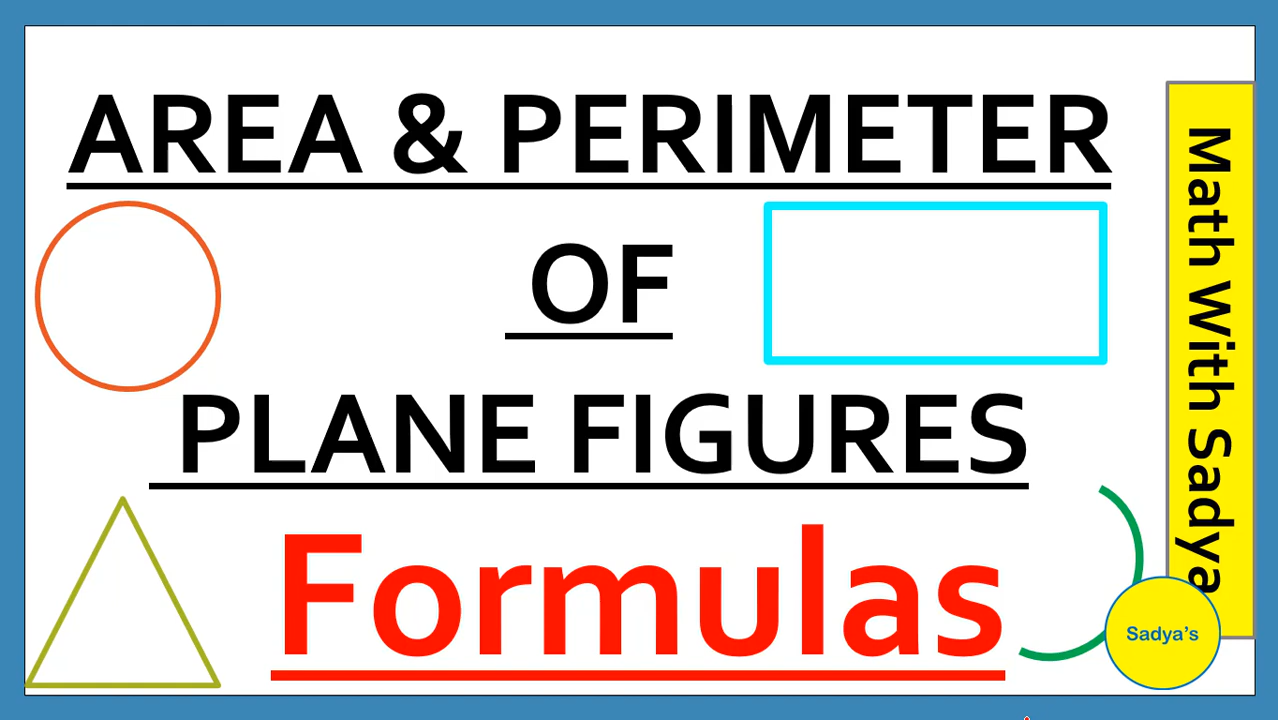 AREA & PERIMETER
OF
PLANE FIGURES
Formulas
Math With Sadya
Sadya's